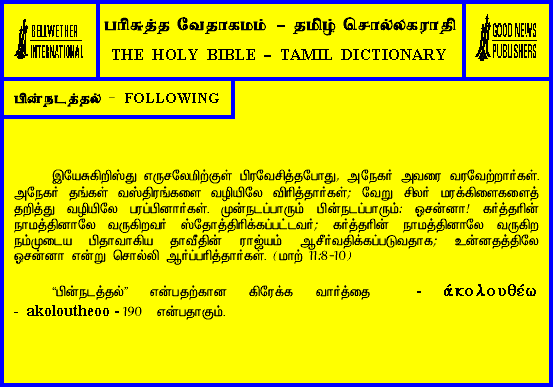 BELLWETHER
INTERNATIONAL
பரிசுத்த வேதாகமம் - தமிழ் சொல்லகராதி
THE HOLY BIBLE - TAMIL DICTIONARY
GOOD NEWS
PUBLISHERS
பின்நடத்தல் - FOLLOWING
இயேசுகிறிஸ்து எருசலேமிற்குள் பிரவேசித்தபோது, அநேகர் அவரை வரவேற்றார்கள்.
அநேகர் தங்கள் வஸ்திரங்களை வழியிலே விரித்தார்கள்; வேறு சிலர் மரக்கிளைகளைத்
தறித்து வழியிலே பரப்பினார்கள். முன்நடப்பாரும் பின்நடப்பாரும்: ஓசன்னா! கர்த்தரின்
நாமத்தினாலே வருகிறவர் ஸ்தோத்திரிக்கப்பட்டவர்; கர்த்தரின் நாமத்தினாலே வருகிற
நம்முடைய பிதாவாகிய தாவீதின் ராஜ்யம் ஆசீர்வதிக்கப்படுவதாக; உன்னதத்திலே
ஓசன்னா என்று சொல்லி ஆர்ப்பரித்தார்கள். (மாற் 11:8-10)
“பின்நடத்தல்” என்பதற்கான கிரேக்க வார்த்தை - ἀκολουθέω
- akoloutheoo - 190 என்பதாகும்.